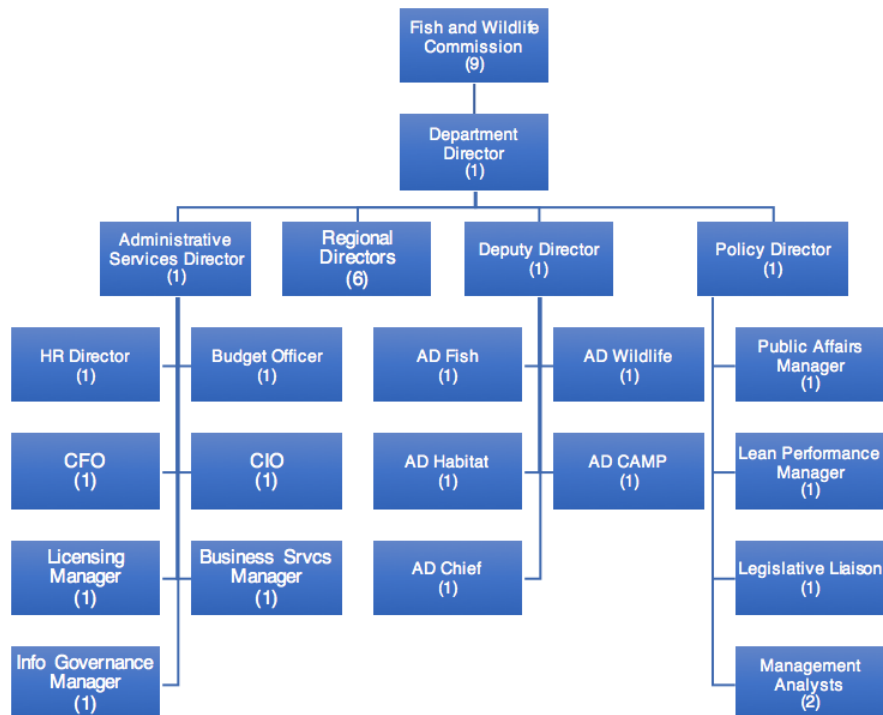 Fish and Wildlife
Commission
(9)
Department
Director
(1)
Administrative
Services Director
(1)
Regional
Directors
(6)
Deputy Director
(1)
Policy Director
(1)
HR Director
(1)
Budget Officer
(1)
AD Fish
(1)
AD Wildlife
(1)
Public Affairs
Manager
(1)
CFO
(1)
CIO
(1)
AD Habitat
(1)
AD CAMP
(1)
Lean Performance
Manager
(1)
Licensing
Manager
(1)
Business Srvcs
Manager
(1)
AD Chief
(1)
Legislative Liaison
(1)
Info Governance
Manager
(1)
Management
Analysts
(2)